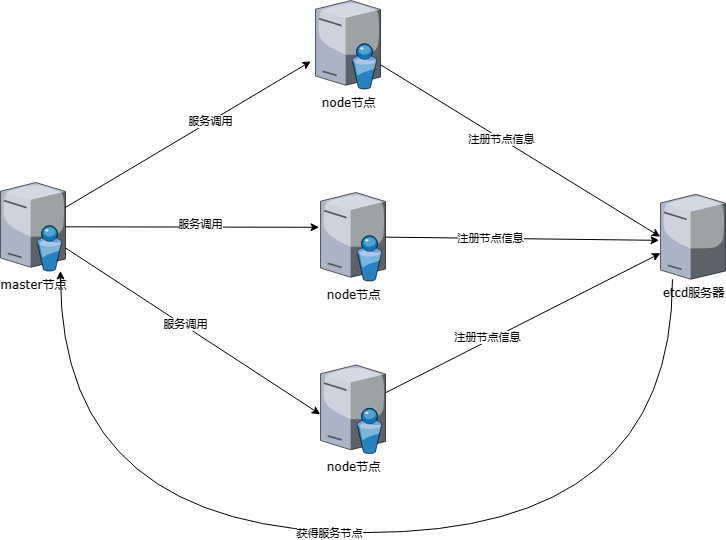 node节点
服务调用
注册节点信息
服务调用
注册节点信息
master节点
node节点
etcd服务器
服务调用
注册节点信息
node节点
获得服务节点